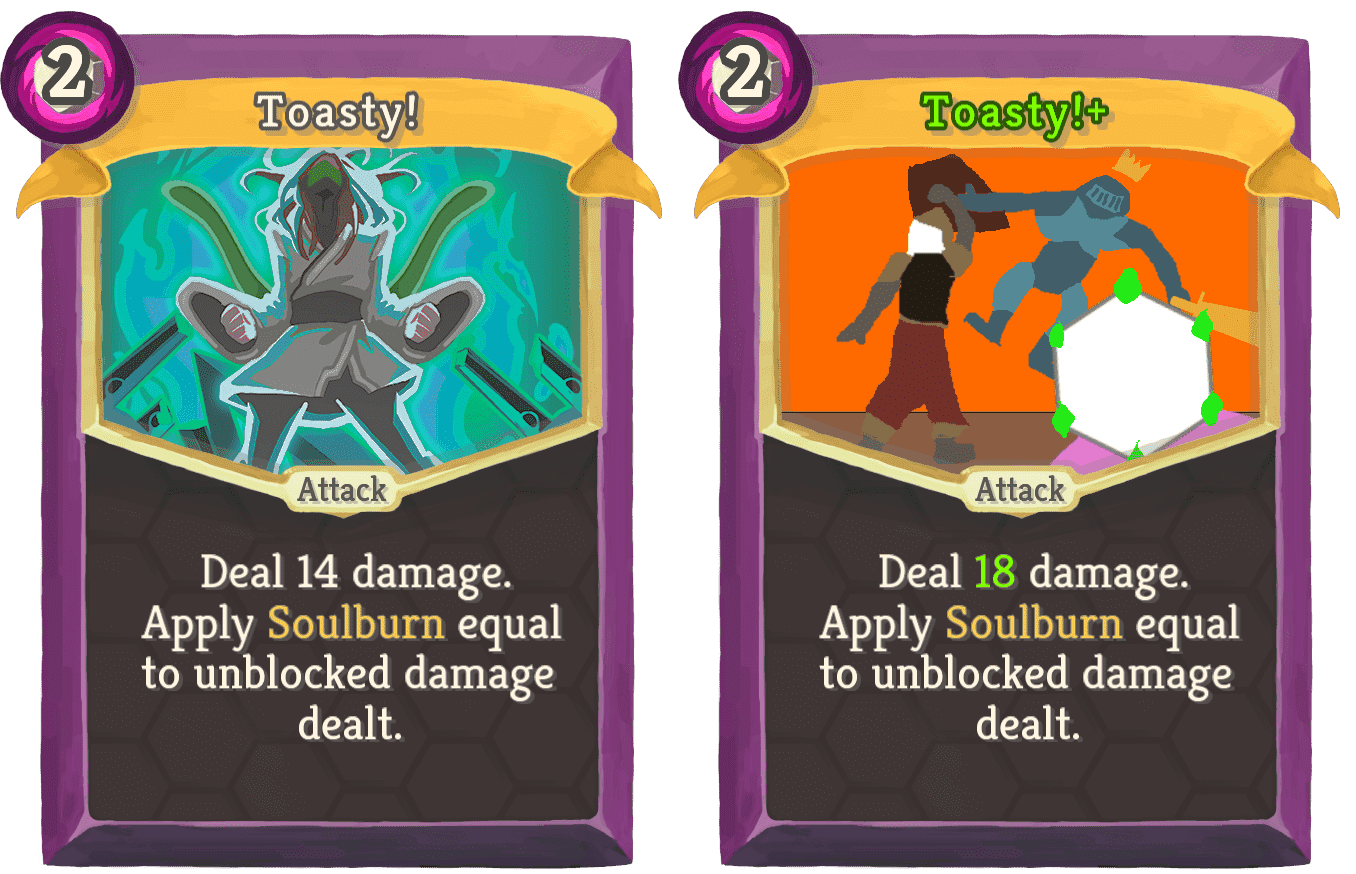 2
Toasty!
Attack
Deal 14 damage.
Apply Soulburn equal
to unblocked damage
dealt.
2
Toasty!+
Attack
Deal 18 damage.
Apply Soulburn equal
to unblocked damage
dealt.